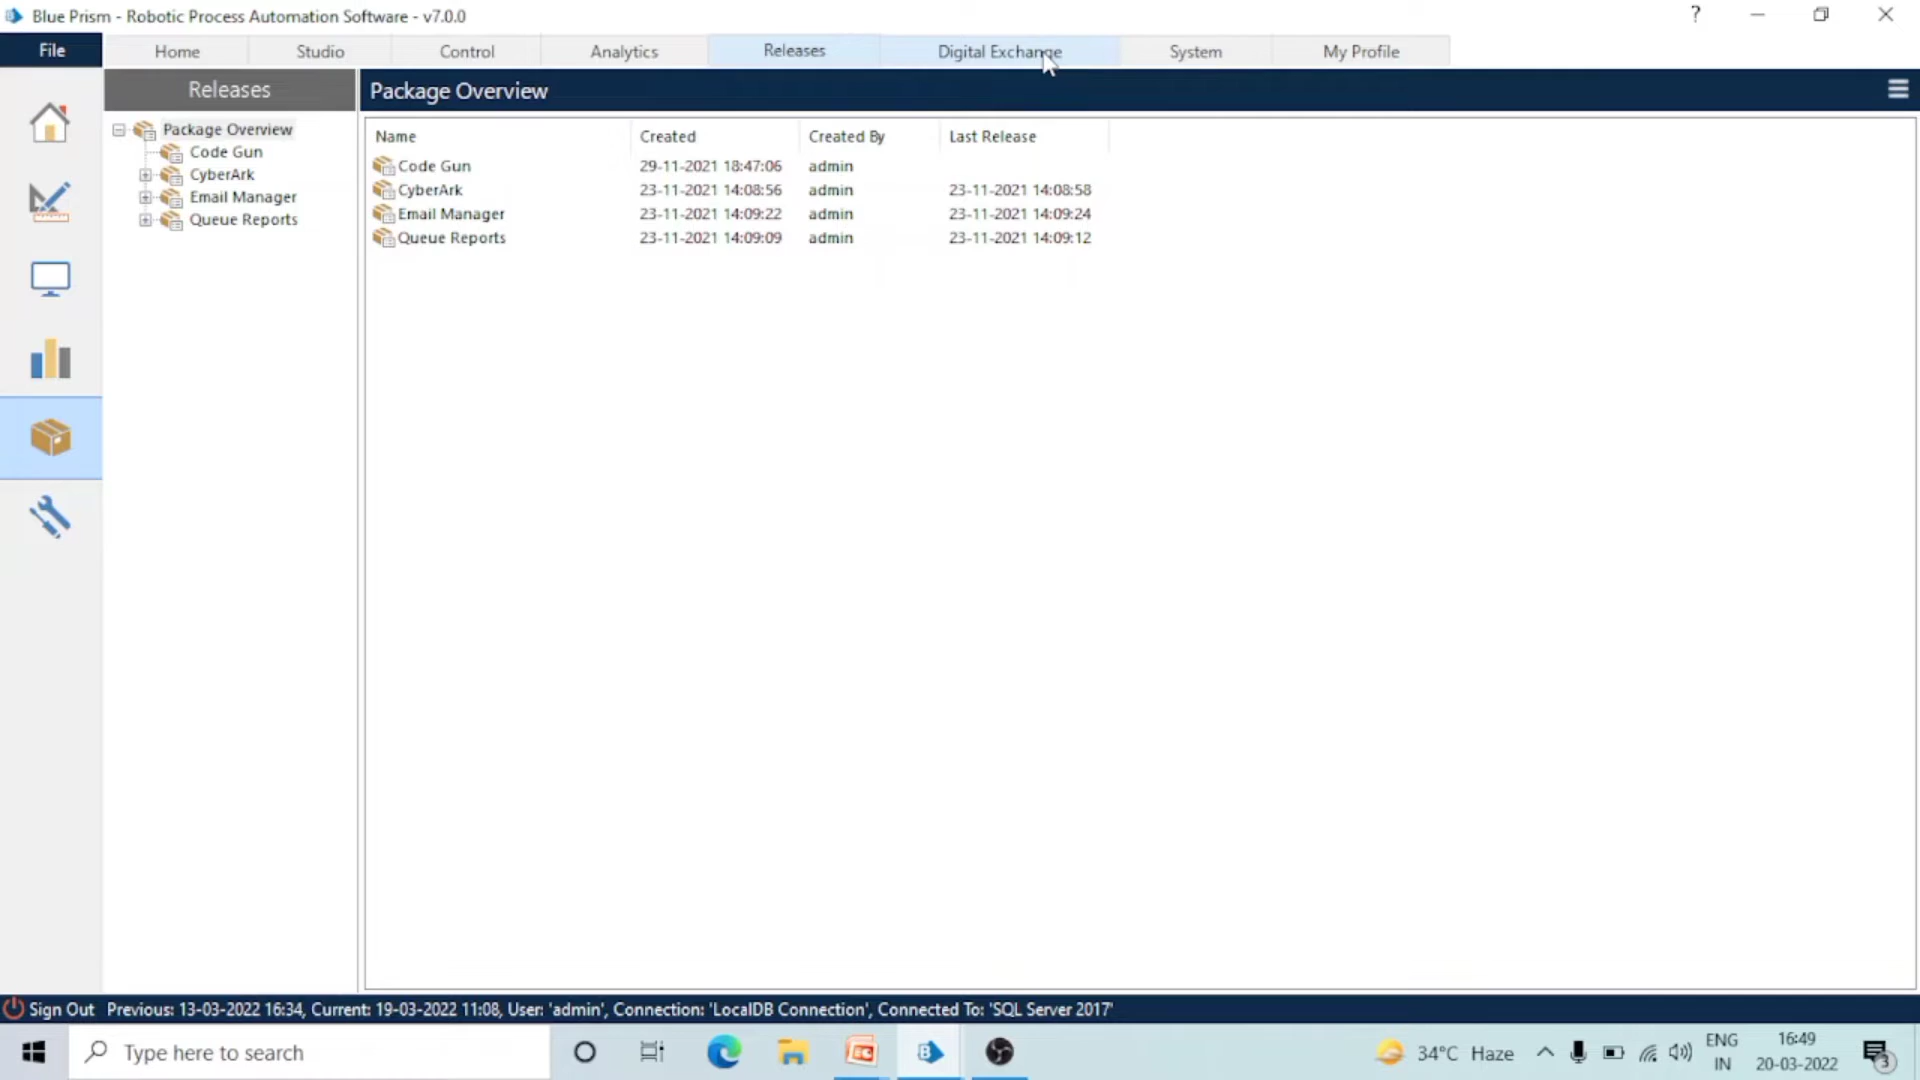 Blue Prism - Robotic Process Automation Software - v7.0.0
?
File Home Studio Control Analytics Releases Digital Exchange System My Profile
Releases
Package Overview
Package Overview
Code Gun
CyberArk
Email Manager
Queue Reports
Name Created Created By Last Release
Code Gun 29-11-2021 18:47:06 admin
CyberArk 23-11-2021 14:08:56 admin 23-11-2021 14:08:58
Email Manager 23-11-2021 14:09:22 admin 23-11-2021 14:09:24
Queue Reports 23-11-2021 14:09:09 admin 23-11-2021 14:09:12
Sign Out Previous: 13-03-2022 16:34, Current: 19-03-2022 11:08, User: 'admin', Connection: 'LocalDB Connection', Connected To: 'SQL Server 2017'
Type here to search
34°C Haze
ENG
IN
16:49
20-03-2022
3